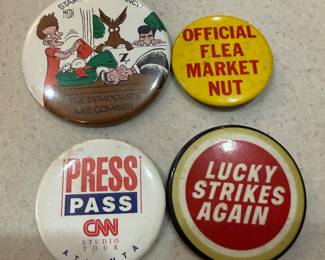 THE DEMOCRATS
ARE COMING!
OFFICIAL
FLEA
MARKET
NUT
PRESS
PASS
CNN
STUDIO
TOUR
ATLANTA
LUCKY
STRIKES
AGAIN